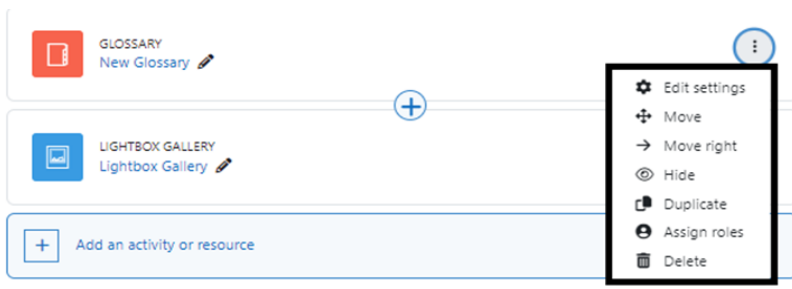 GLOSSARY
New Glossary
Edit settings
Move
Move right
Hide
Duplicate
Assign roles
Delete
LIGHTBOX GALLERY
Lightbox Gallery
Add an activity or resource